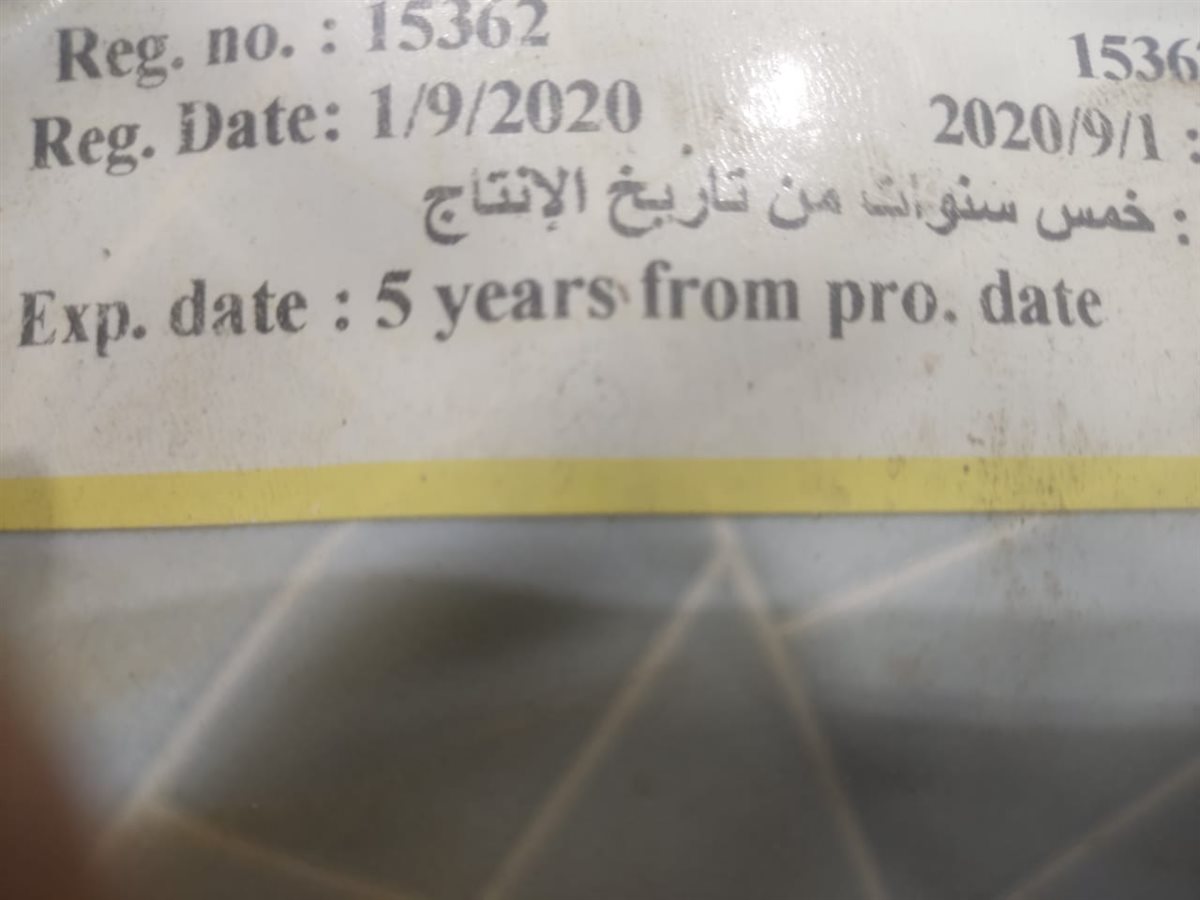 Reg. no. : 15362
1536
Reg. Date: 1/9/2020
2020/9/1 :
: خمس سنوات من تاريخ الإنتاج
Exp. date : 5 years from pro. date